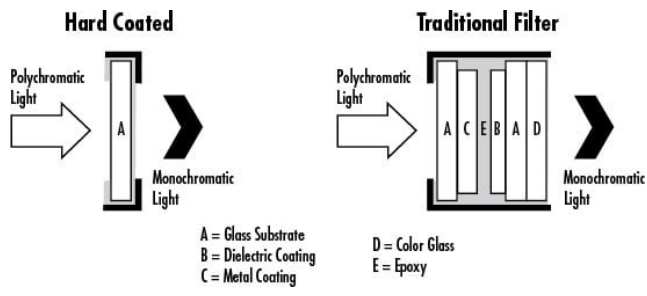 Hard Coated
Polychromatic
Light
A
Monochromatic
Light
Traditional Filter
Polychromatic
Light
A C E B A D
Monochromatic
Light
A = Glass Substrate
B = Dielectric Coating
C = Metal Coating
D = Color Glass
E = Epoxy